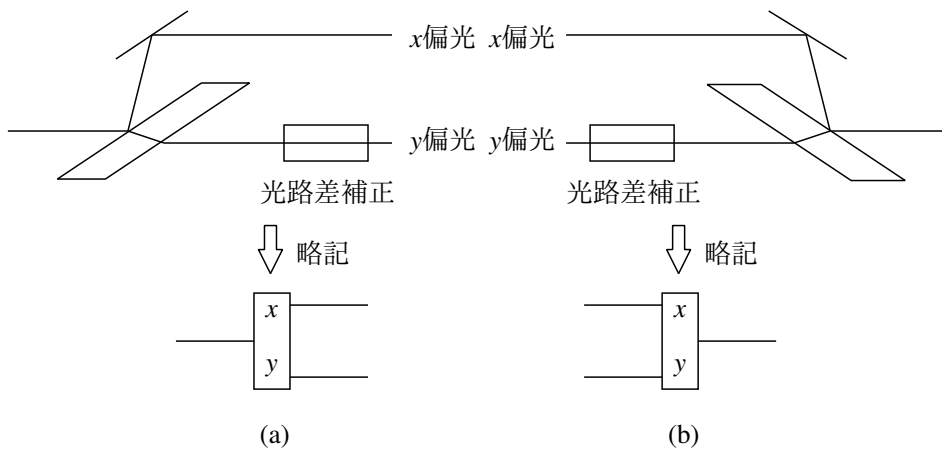 x偏光 x偏光
y偏光 y偏光
光路差補正 光路差補正
略記 略記
x x
y y
(a) (b)